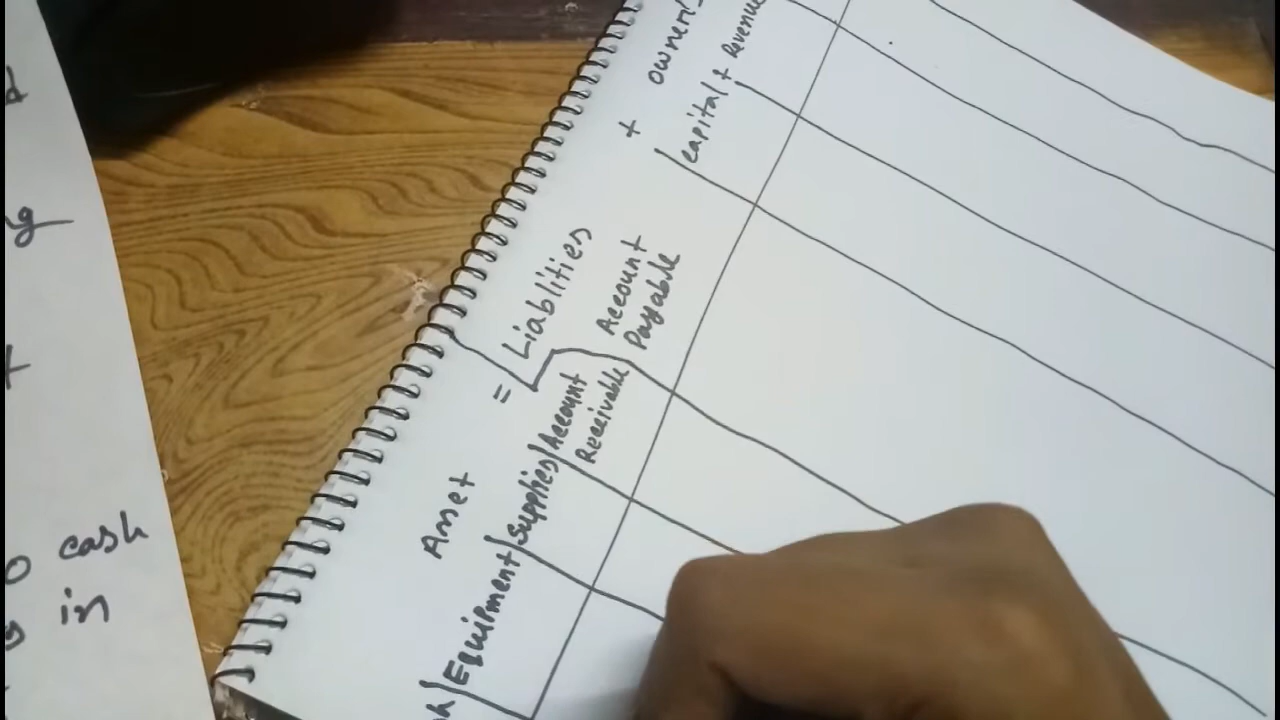 Asset = Liablities + owner's
Equipment Supplies Account Receivable Account Payable Capital + Revenue
cash
in